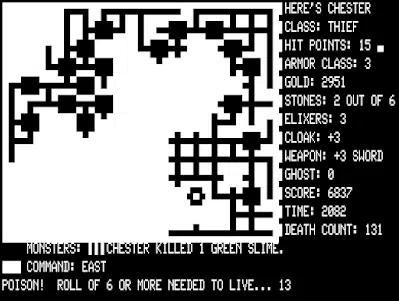 HERE'S CHESTER
CLASS: THIEF
HIT POINTS: 15
ARMOR CLASS: 3
GOLD: 2951
STONES: 2 OUT OF 6
ELIXERS: 3
CLOAK: +3
WEAPON: +3 SWORD
GHOST: 0
SCORE: 6837
TIME: 2082
DEATH COUNT: 131
MONSTERS: CHESTER KILLED 1 GREEN SLIME.
COMMAND: EAST
POISON! ROLL OF 6 OR MORE NEEDED TO LIVE... 13